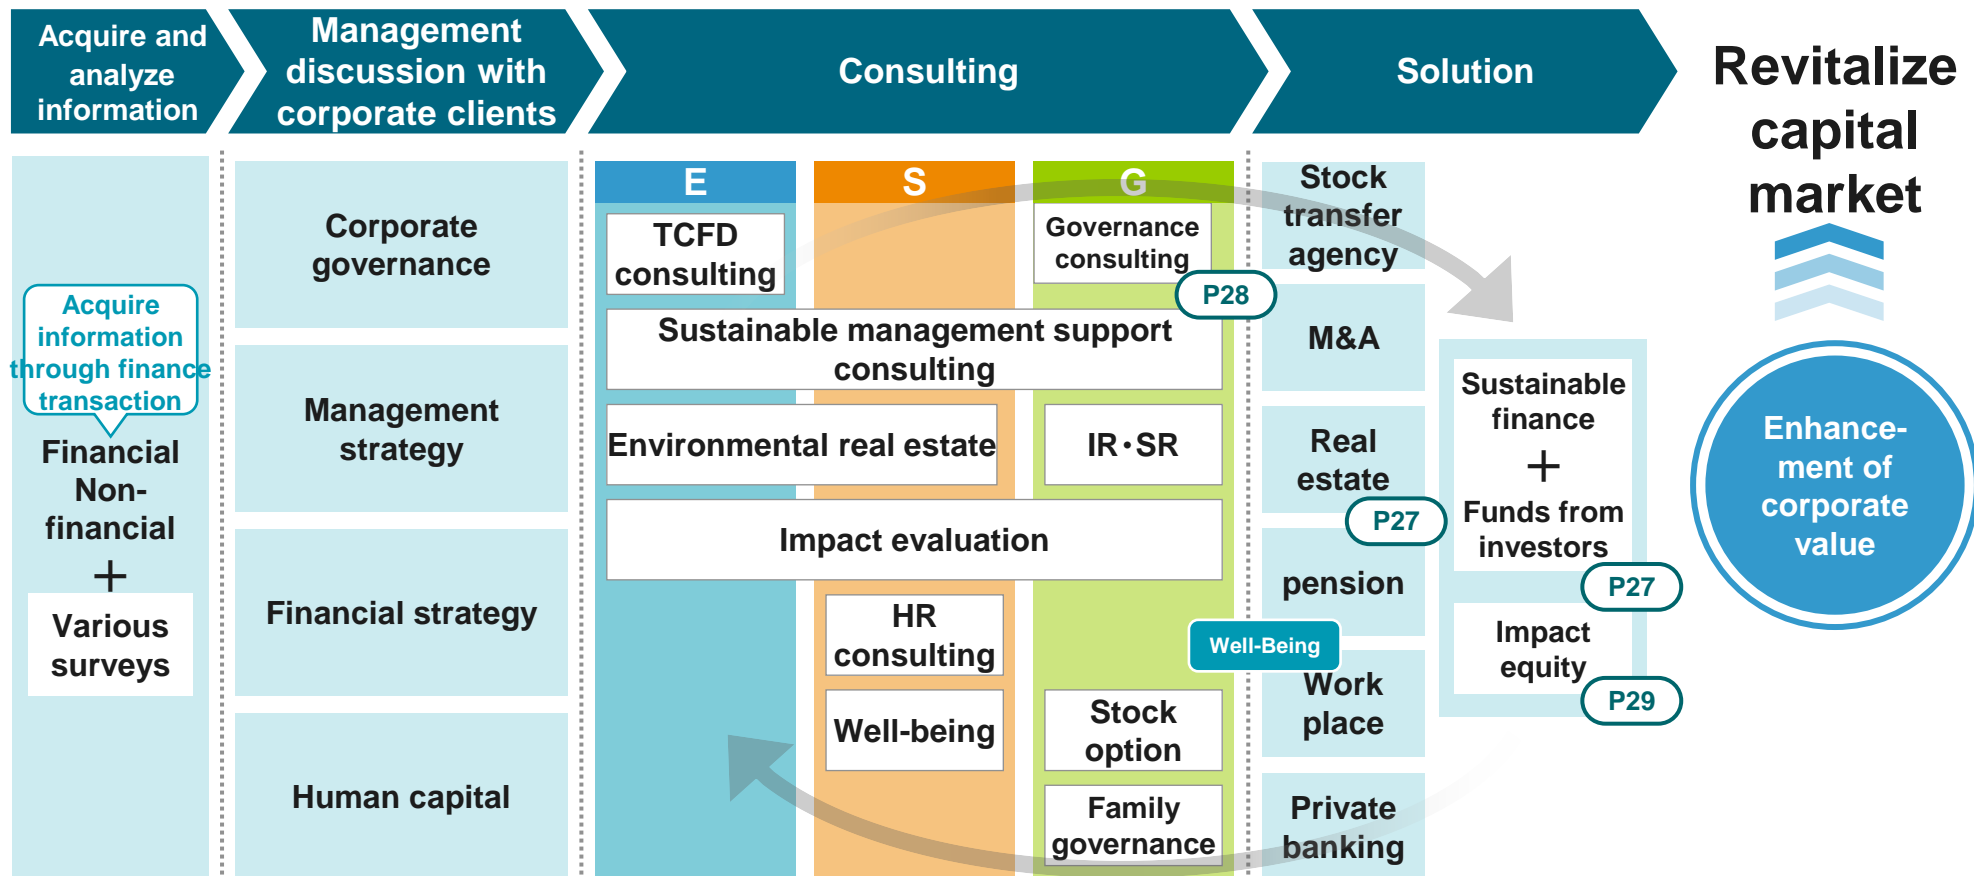 Acquire and
analyze
information
Management
discussion with
corporate clients
Consulting
Solution
Revitalize
capital
market
Acquire
information
through finance
transaction
Financial
Non-
financial
+
Various
surveys
Corporate
governance
Management
strategy
Financial strategy
Human capital
E
S
G
TCFD
consulting
Governance
consulting
P28
Sustainable management support
consulting
Environmental real estate
IR・SR
Impact evaluation
HR
consulting
Well-being
Stock
option
Family
governance
Stock
transfer
agency
M&A
Real
estate
P27
pension
Well-Being
Work
place
Private
banking
Sustainable
finance
+
Funds from
investors
P27
Impact
equity
P29
Enhance-
ment of
corporate
value